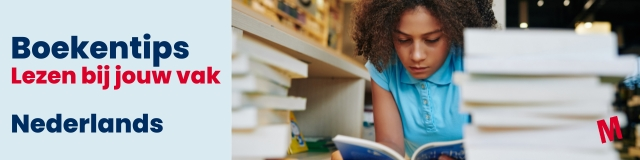 Boekentips
Lezen bij jouw vak
Nederlands
M